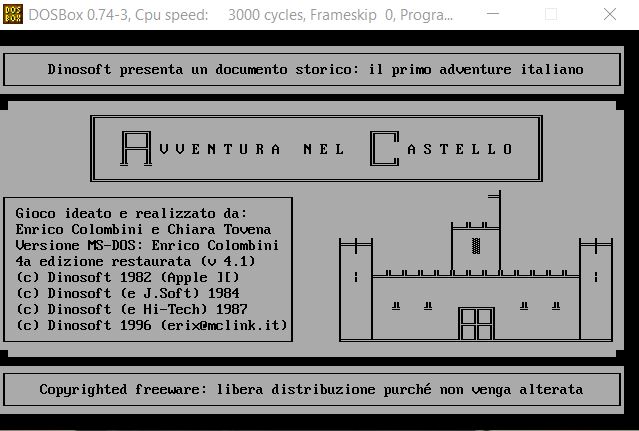 DOS
BOX
DOSBox 0.74-3, Cpu speed: 3000 cycles, Frameskip 0, Progra...
Dinosoft presenta un documento storico: il primo adventure italiano
AVVENTURA NEL CASTELLO
Gioco ideato e realizzato da:
Enrico Colombini e Chiara Tovena
Versione MS-DOS: Enrico Colombini
4a edizione restaurata (v 4.1)
(c) Dinosoft 1982 (Apple ][)
(c) Dinosoft (e J.Soft) 1984
(c) Dinosoft (e Hi-Tech) 1987
(c) Dinosoft 1996 (erix@mclink.it)
Copyrighted freeware: libera distribuzione purché non venga alterata